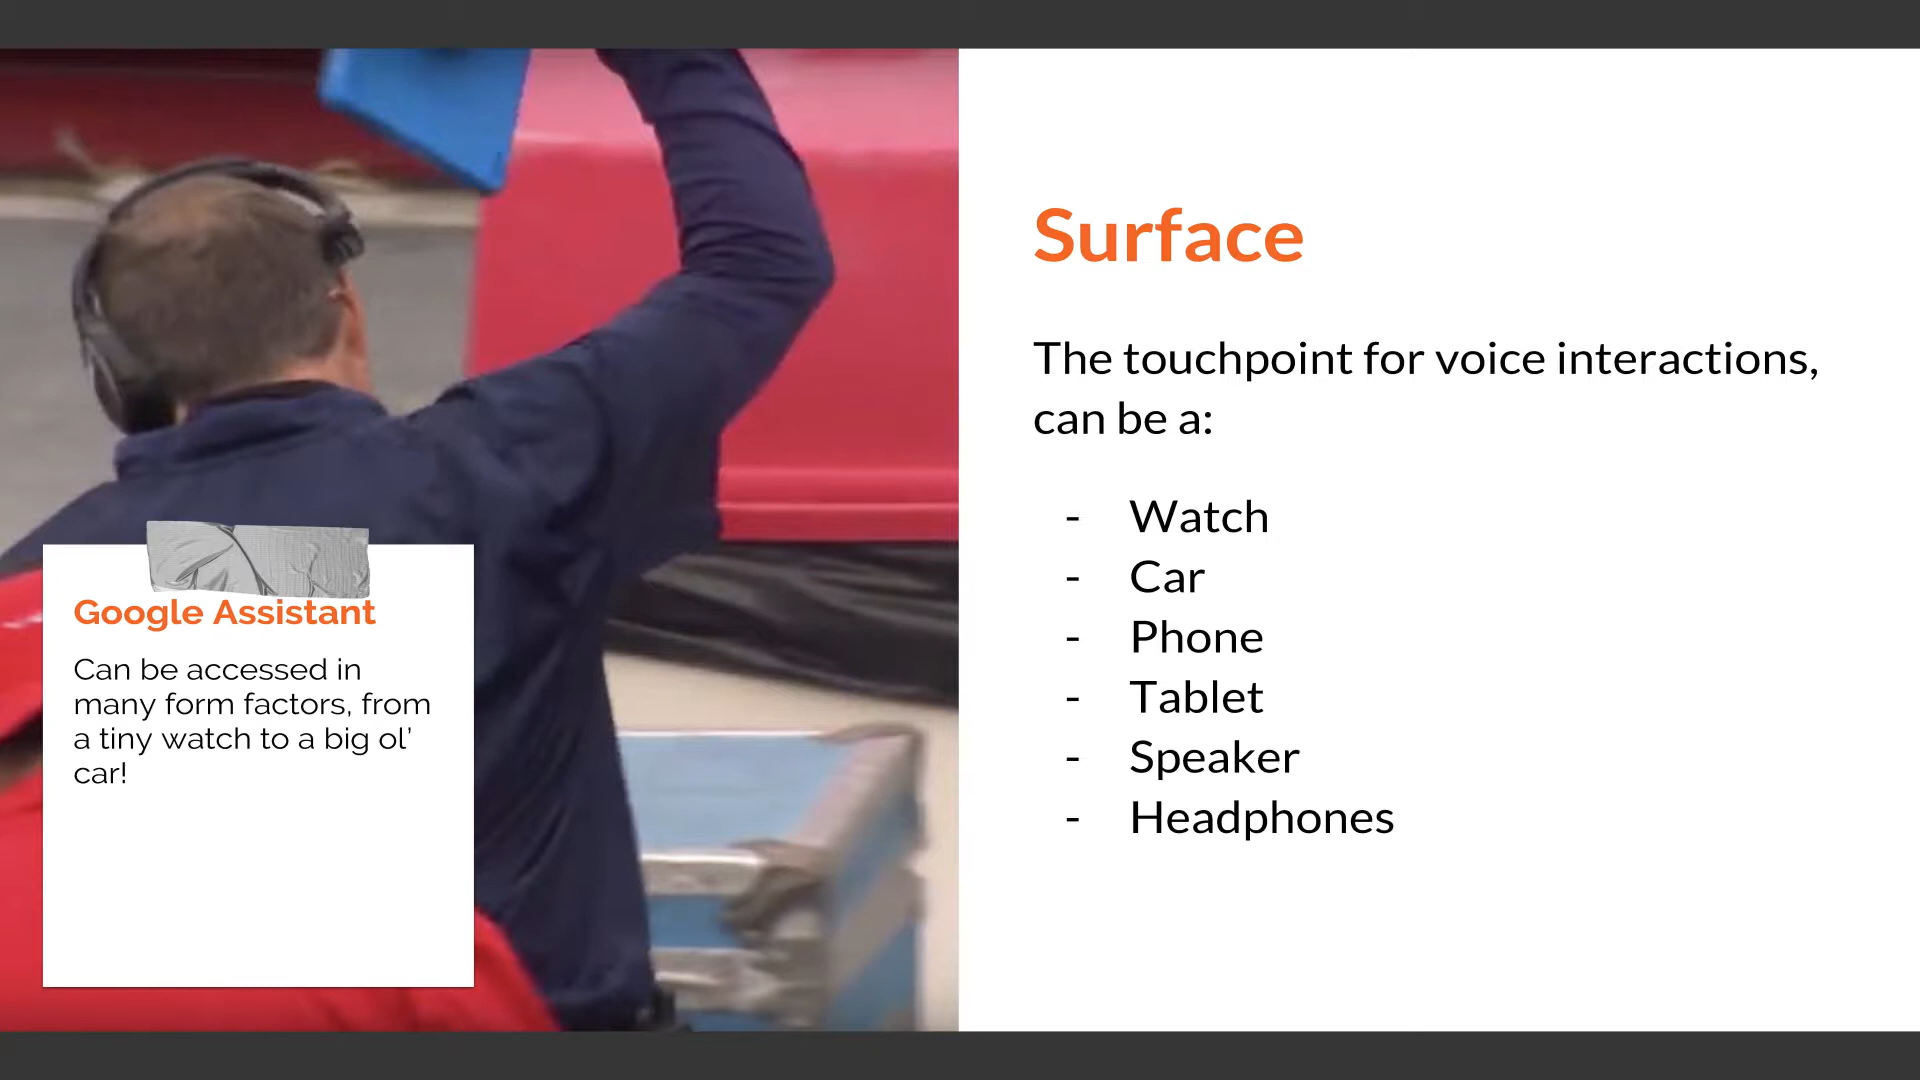 Surface
The touchpoint for voice interactions,
can be a:
- Watch
- Car
- Phone
- Tablet
- Speaker
- Headphones
Google Assistant
Can be accessed in
many form factors, from
a tiny watch to a big ol’
car!